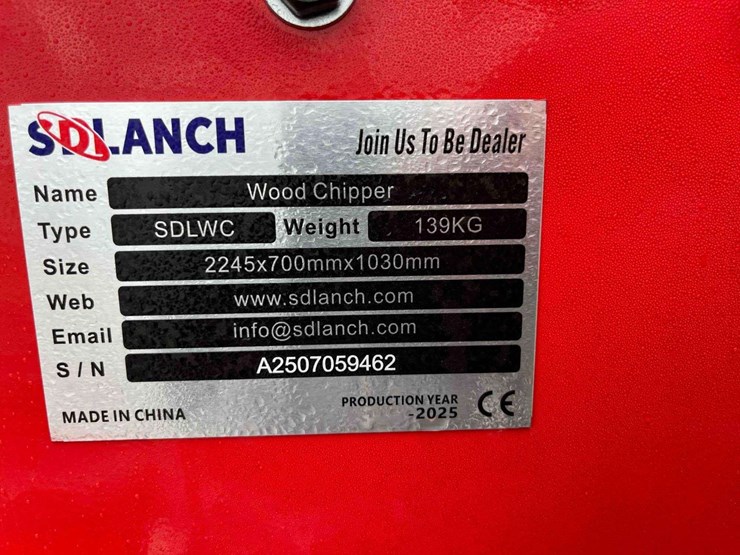 SDLANCH Join Us To Be Dealer
Name Wood Chipper
Type SDLWC Weight 139KG
Size 2245x700mmx1030mm
Web www.sdlanch.com
Email info@sdlanch.com
S / N A2507059462
MADE IN CHINA PRODUCTION YEAR
-2025 CE